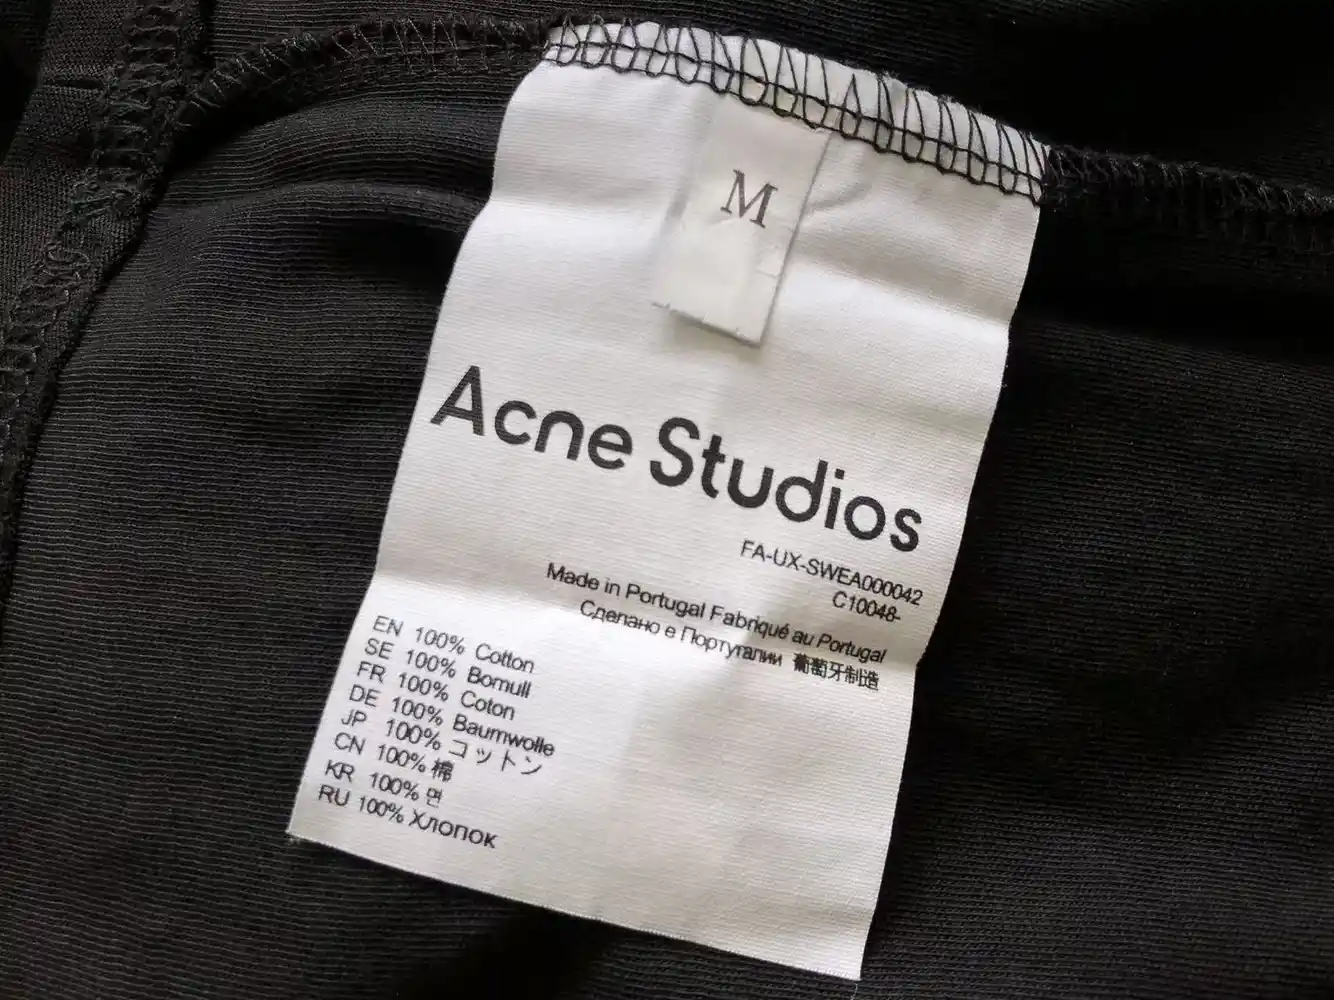 M
Acne Studios
FA-UX-SWEA000042
C10048-
Made in Portugal Fabriqué au Portugal
Сделано е Португалии 葡萄牙制造
EN 100% Cotton
SE 100% Bomull
FR 100% Coton
DE 100% Baumwolle
JP 100% コットン
CN 100% 棉
KR 100% 면
RU 100% Хлопок